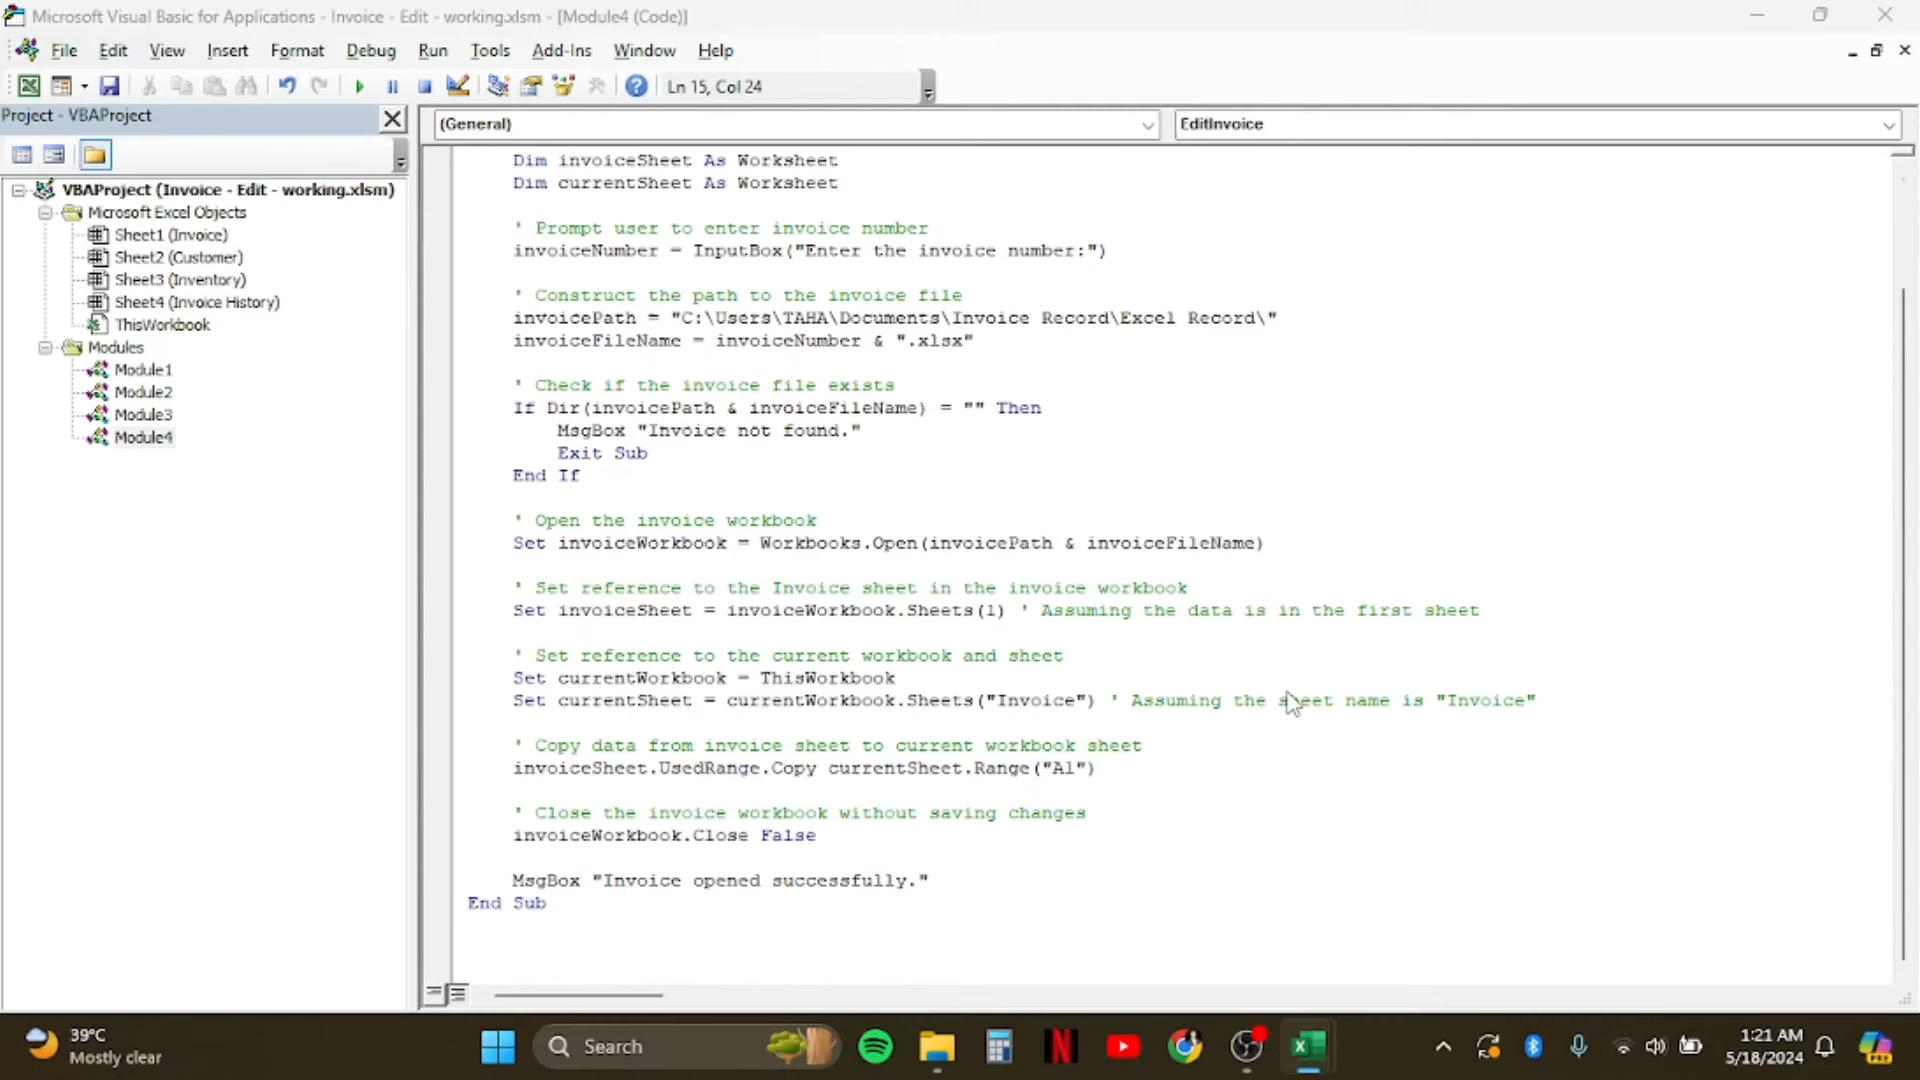 Microsoft Visual Basic for Applications - Invoice - Edit - working.xlsm - [Module4 (Code)]
File Edit View Insert Format Debug Run Tools Add-Ins Window Help
Ln 15, Col 24
Project - VBAProject
(General)
EditInvoice
VBAProject (Invoice - Edit - working.xlsm)
Microsoft Excel Objects
Sheet1 (Invoice)
Sheet2 (Customer)
Sheet3 (Inventory)
Sheet4 (Invoice History)
ThisWorkbook
Modules
Module1
Module2
Module3
Module4
Dim invoiceSheet As Worksheet
Dim currentSheet As Worksheet
' Prompt user to enter invoice number
invoiceNumber = InputBox("Enter the invoice number:")
' Construct the path to the invoice file
invoicePath = "C:\Users\TAHA\Documents\Invoice Record\Excel Record\"
invoiceFileName = invoiceNumber & ".xlsx"
' Check if the invoice file exists
If Dir(invoicePath & invoiceFileName) = "" Then
MsgBox "Invoice not found."
Exit Sub
End If
' Open the invoice workbook
Set invoiceWorkbook = Workbooks.Open(invoicePath & invoiceFileName)
' Set reference to the Invoice sheet in the invoice workbook
Set invoiceSheet = invoiceWorkbook.Sheets(1) ' Assuming the data is in the first sheet
' Set reference to the current workbook and sheet
Set currentWorkbook = ThisWorkbook
Set currentSheet = currentWorkbook.Sheets("Invoice") ' Assuming the sheet name is "Invoice"
' Copy data from invoice sheet to current workbook sheet
invoiceSheet.UsedRange.Copy currentSheet.Range("A1")
' Close the invoice workbook without saving changes
invoiceWorkbook.Close False
MsgBox "Invoice opened successfully."
End Sub
39°C
Mostly clear
Search
1:21 AM
5/18/2024